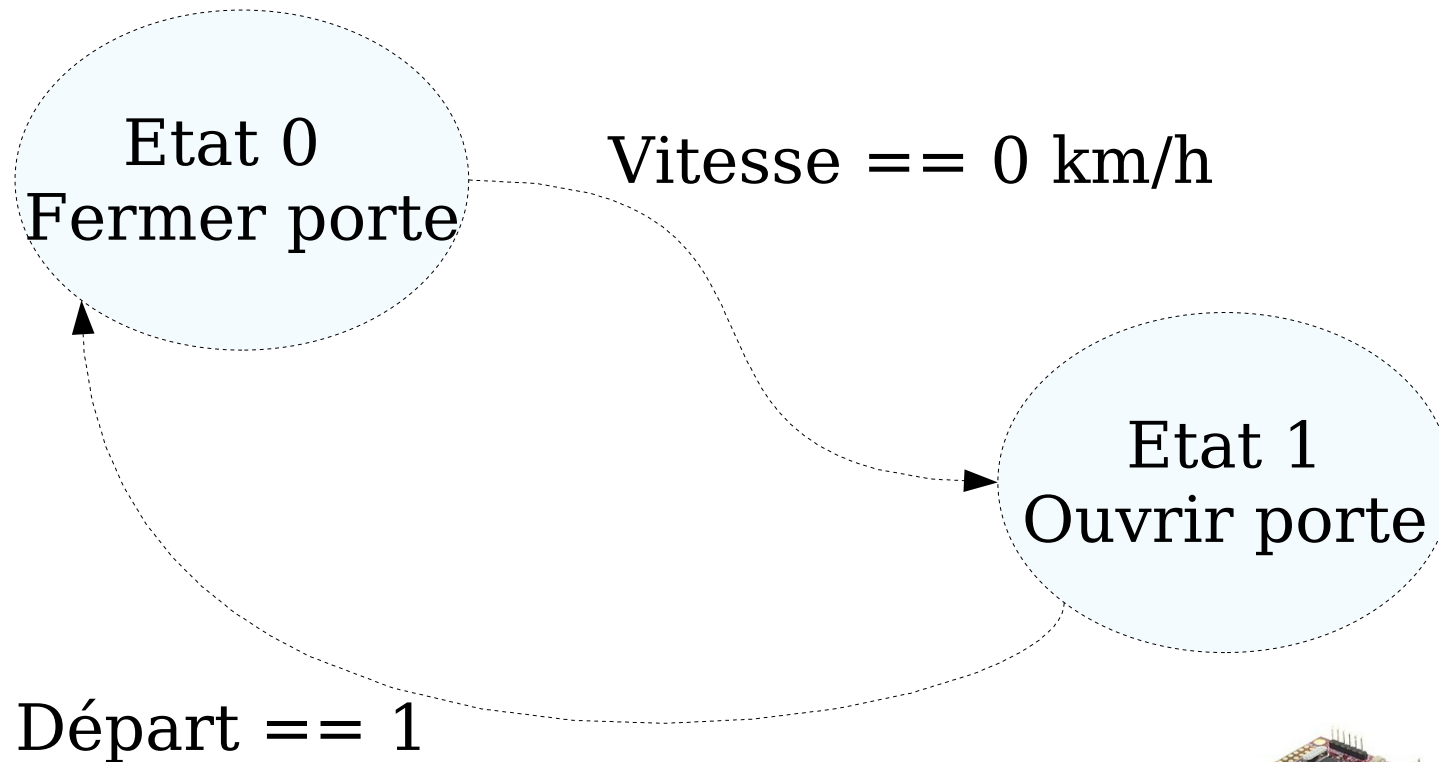 Etat 0
Fermer porte
Vitesse == 0 km/h
Etat 1
Ouvrir porte
Départ == 1